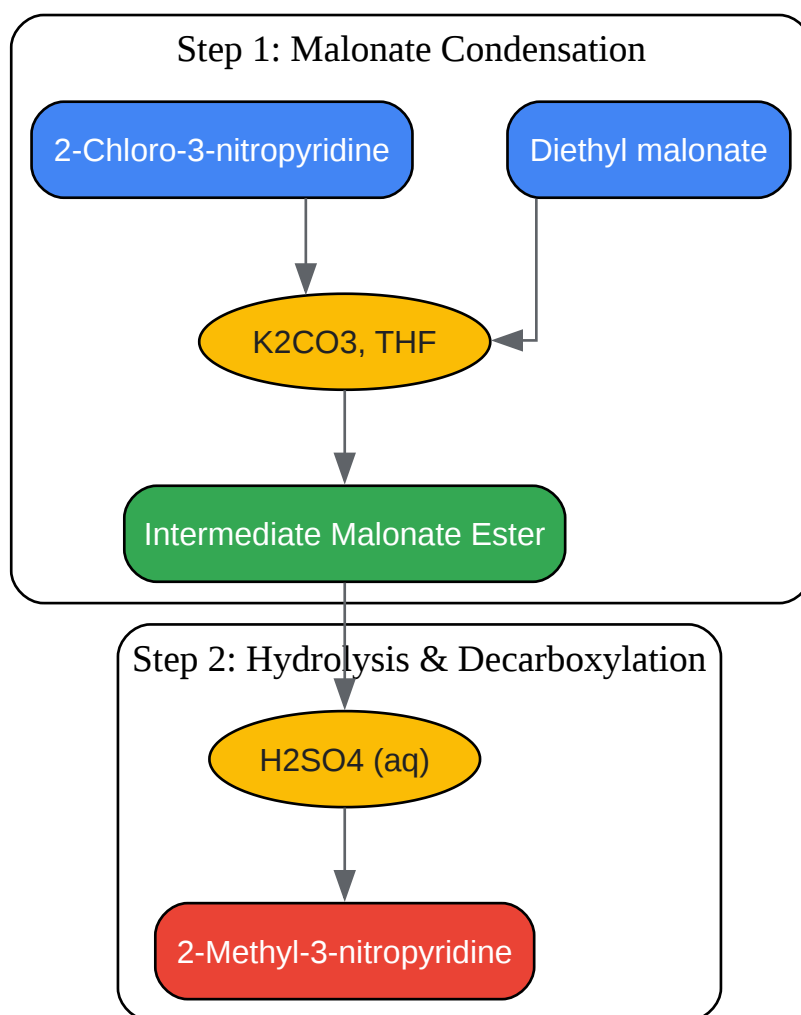 Step 1: Malonate Condensation
2-Chloro-3-nitropyridine
Diethyl malonate
K2CO3, THF
Intermediate Malonate Ester
Step 2: Hydrolysis & Decarboxylation
H2SO4 (aq)
2-Methyl-3-nitropyridine